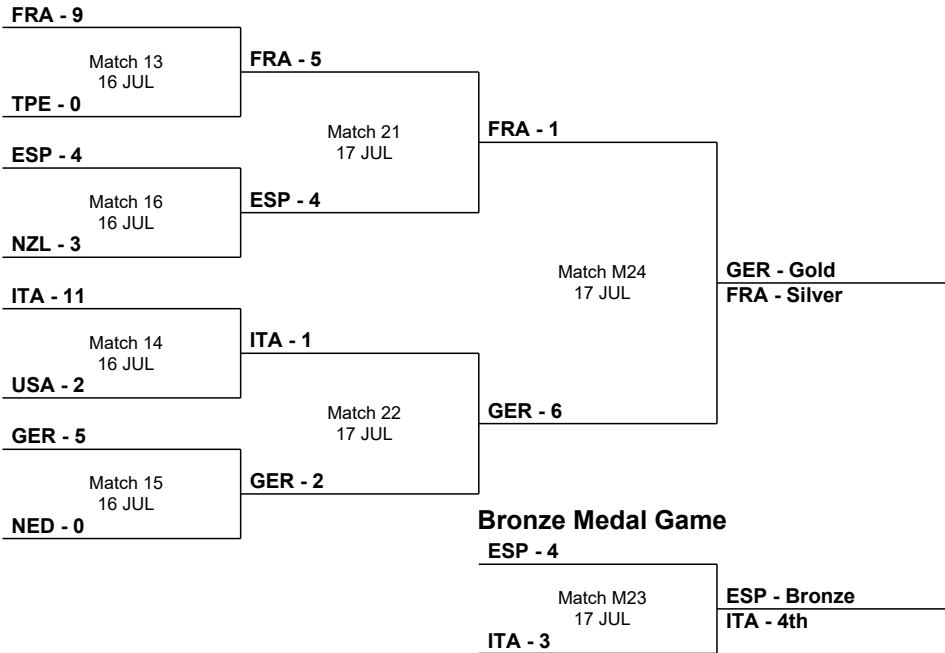 FRA - 9
Match 13
16 JUL
TPE - 0
ESP - 4
Match 16
16 JUL
NZL - 3
ITA - 11
Match 14
16 JUL
USA - 2
GER - 5
Match 15
16 JUL
NED - 0
FRA - 5
Match 21
17 JUL
ESP - 4
ITA - 1
Match 22
17 JUL
GER - 2
FRA - 1
Match M24
17 JUL
GER - 6
GER - Gold
FRA - Silver
Bronze Medal Game
ESP - 4
Match M23
17 JUL
ITA - 3
ESP - Bronze
ITA - 4th